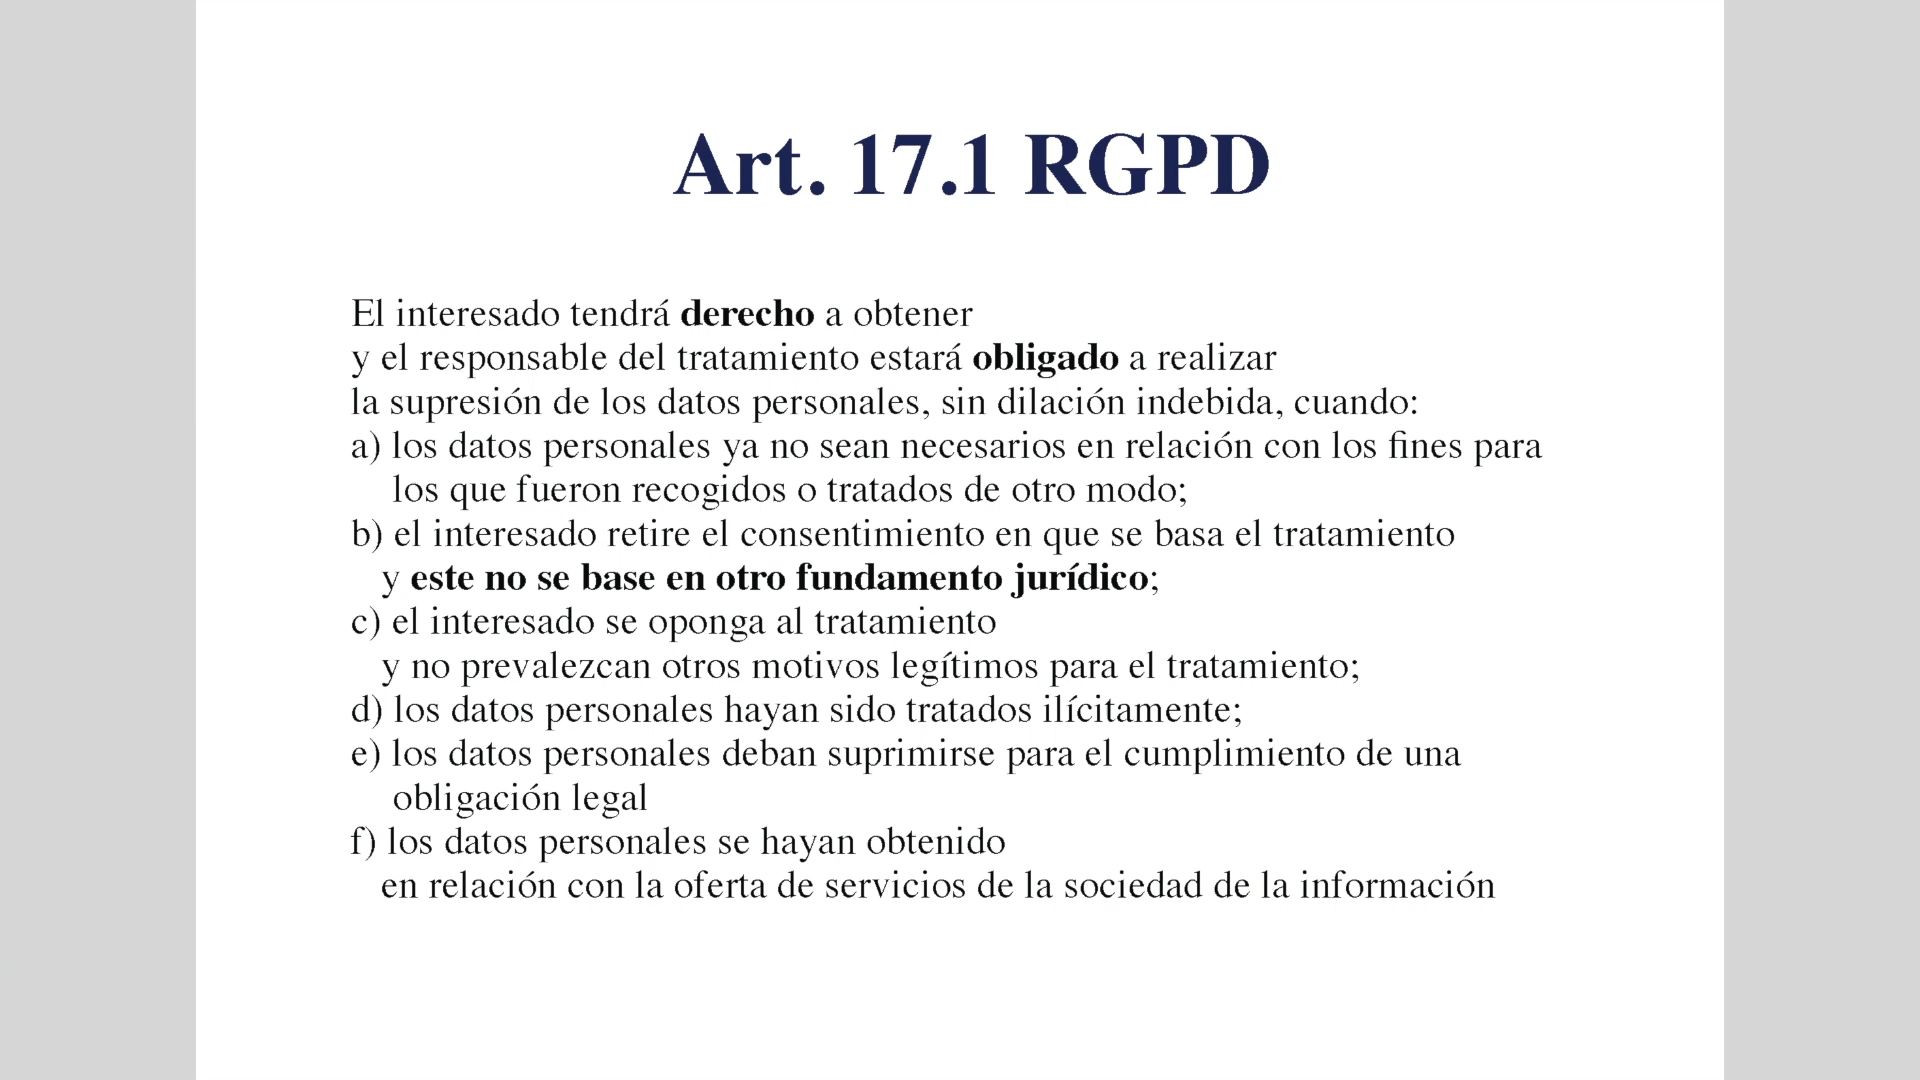 Art. 17.1 RGPD
El interesado tendrá derecho a obtener
y el responsable del tratamiento estará obligado a realizar
la supresión de los datos personales, sin dilación indebida, cuando:
a) los datos personales ya no sean necesarios en relación con los fines para
los que fueron recogidos o tratados de otro modo;
b) el interesado retire el consentimiento en que se basa el tratamiento
y este no se base en otro fundamento jurídico;
c) el interesado se oponga al tratamiento
y no prevalezcan otros motivos legítimos para el tratamiento;
d) los datos personales hayan sido tratados ilícitamente;
e) los datos personales deban suprimirse para el cumplimiento de una
obligación legal
f) los datos personales se hayan obtenido
en relación con la oferta de servicios de la sociedad de la información